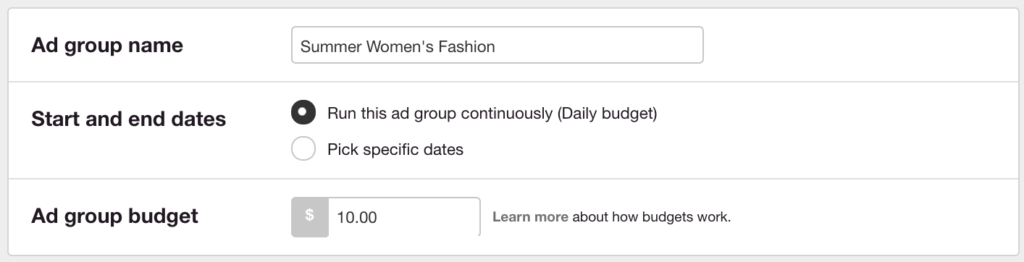 Ad group name
Summer Women's Fashion
Start and end dates
Run this ad group continuously (Daily budget)
Pick specific dates
Ad group budget
$ 10.00
Learn more about how budgets work.